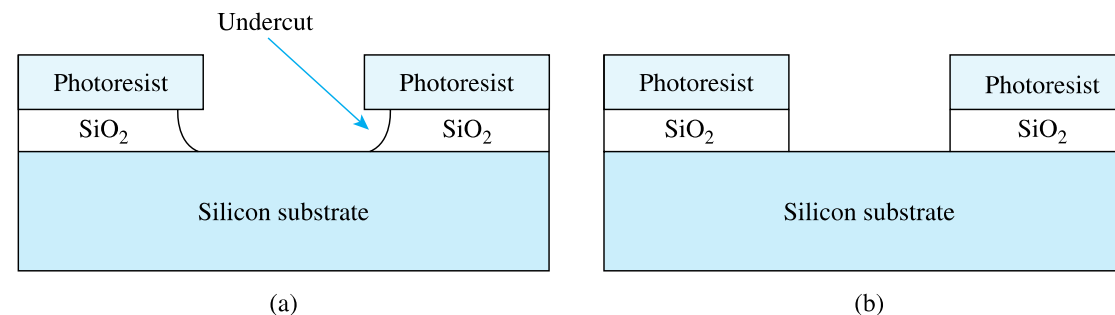 Undercut
Photoresist
Photoresist
SiO2
SiO2
Silicon substrate
(a)
Photoresist
Photoresist
SiO2
SiO2
Silicon substrate
(b)